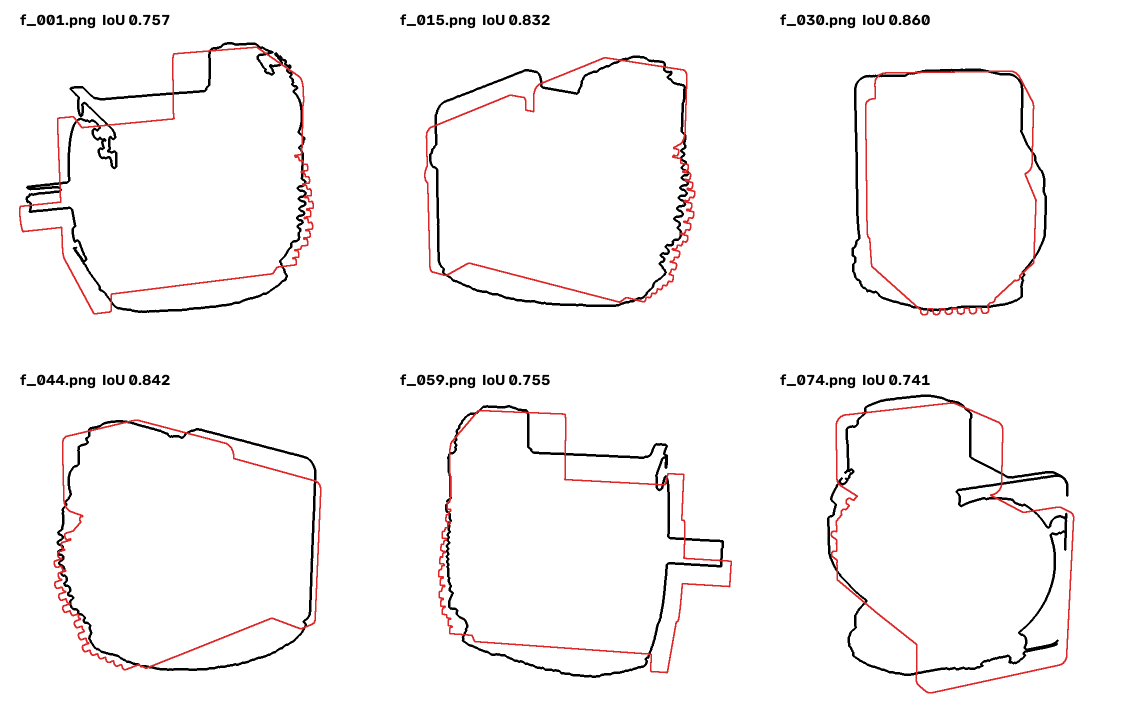 f_001.png IoU 0.757
f_015.png IoU 0.832
f_030.png IoU 0.860
f_044.png IoU 0.842
f_059.png IoU 0.755
f_074.png IoU 0.741